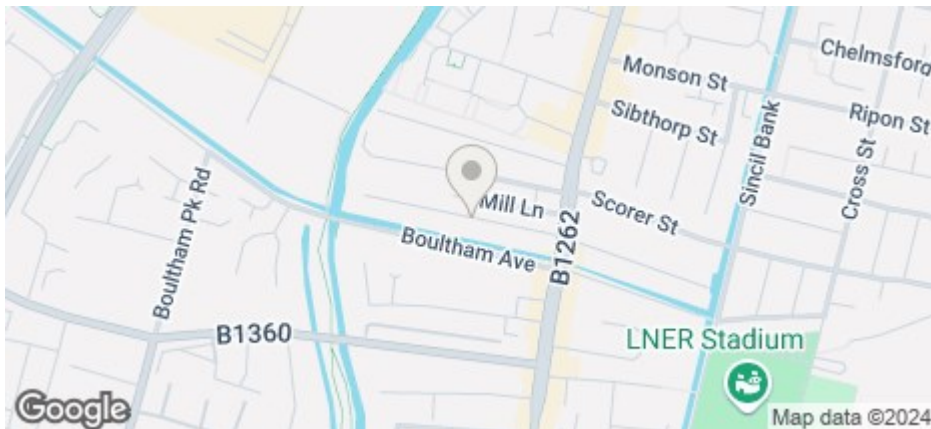 Chelmsford
Monson St
Sibthorp St
Ripon St
Sincil Bank
Cross St
Boultham Pk Rd
Mill Ln
Scorer St
Boultham Ave
B1262
B1360
LNER Stadium
Google
Map data ©2024